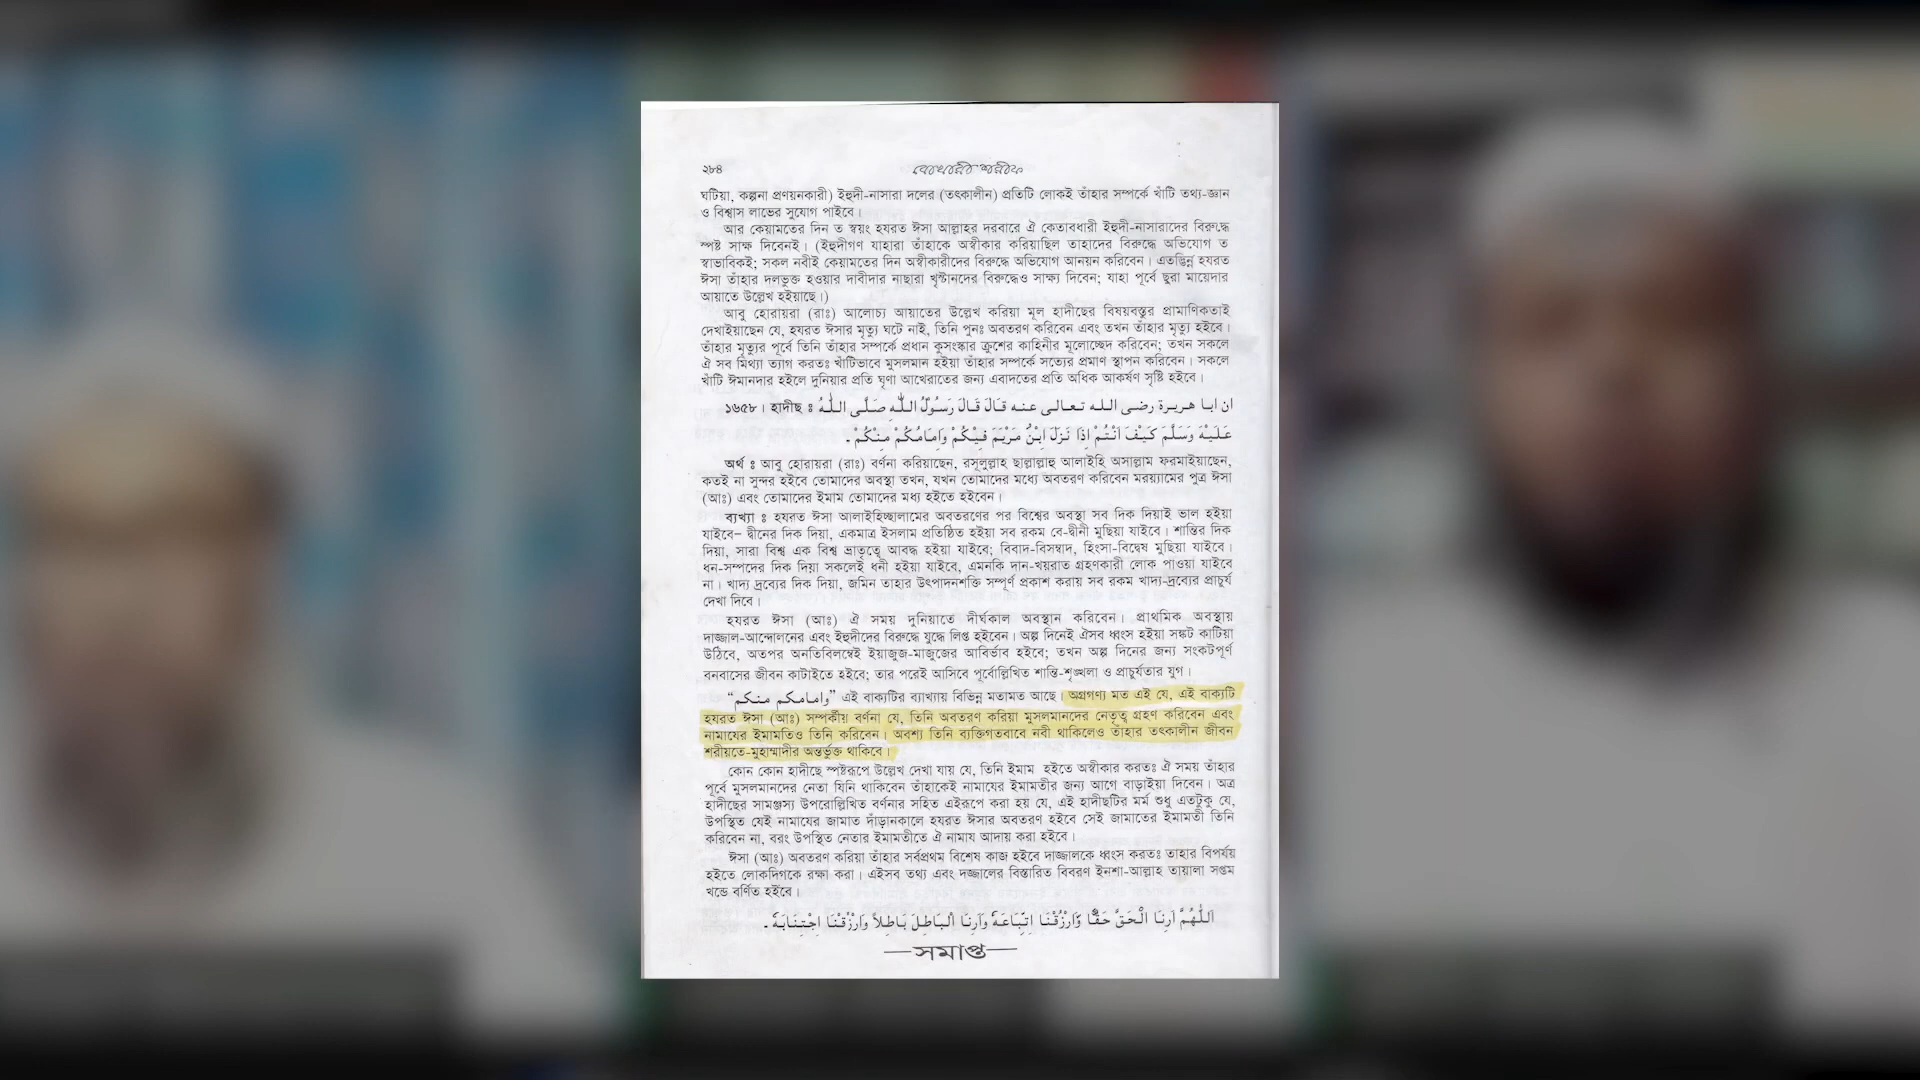 ২৮৪
বোখারী শরীফ
ঘটিয়া, কল্পনা প্রণয়নকারী) ইহুদী-নাসারা দলের (তৎকালীন) প্রতিটি লোকই তাঁহার সম্পর্কে খাঁটি তথ্য-জ্ঞান
ও বিশ্বাস লাভের সুযোগ পাইবে।
আর কেয়ামতের দিন ত স্বয়ং হযরত ঈসা আল্লাহর দরবারে ঐ কেতাবধারী ইহুদী-নাসারাদের বিরুদ্ধে
স্পষ্ট সাক্ষ দিবেনই। (ইহুদীগণ যাহারা তাঁহাকে অস্বীকার করিয়াছিল তাহাদের বিরুদ্ধে অভিযোগ ত
স্বাভাবিকই; সকল নবীই কেয়ামতের দিন অস্বীকারীদের বিরুদ্ধে অভিযোগ আনয়ন করিবেন। এতদ্ভিন্ন হযরত
ঈসা তাঁহার দলভুক্ত হওয়ার দাবীদার নাছারা খৃষ্টানদের বিরুদ্ধেও সাক্ষ্য দিবেন; যাহা পূর্বে ছুরা মায়েদার
আয়াতে উল্লেখ হইয়াছে।)
আবু হোরায়রা (রাঃ) আলোচ্য আয়াতের উল্লেখ করিয়া মূল হাদীছের বিষয়বস্তুর প্রামাণিকতাই
দেখাইয়াছেন যে, হযরত ঈসার মৃত্যু ঘটে নাই, তিনি পুনঃ অবতরণ করিবেন এবং তখন তাঁহার মৃত্যু হইবে।
তাঁহার মৃত্যুর পূর্বে তিনি তাঁহার সম্পর্কে প্রধান কুসংস্কার ক্রুশের কাহিনীর মূলোচ্ছেদ করিবেন; তখন সকলে
ঐ সব মিথ্যা ত্যাগ করতঃ খাঁটিভাবে মুসলমান হইয়া তাঁহার সম্পর্কে সত্যের প্রমাণ স্থাপন করিবেন। সকলে
খাঁটি ঈমানদার হইলে দুনিয়ার প্রতি ঘৃণা আখেরাতের জন্য এবাদতের প্রতি অধিক আকর্ষণ সৃষ্টি হইবে।
১৬৫৮। হাদীছ ঃ ان ابا هريرة رضى الله تعالى عنه قَالَ قَالَ رَسُوْلُ اللّٰهِ صَلَّى اللّٰهُ
عَلَيْهِ وَسَلَّمَ كَيْفَ اَنْتُمْ اِذَا نَزَلَ ابْنُ مَرْيَمَ فِيْكُمْ وَاِمَامُكُمْ مِنْكُمْ ـ
অর্থ ঃ আবু হোরায়রা (রাঃ) বর্ণনা করিয়াছেন, রসূলুল্লাহ ছাল্লাল্লাহু আলাইহি অসাল্লাম ফরমাইয়াছেন,
কতই না সুন্দর হইবে তোমাদের অবস্থা তখন, যখন তোমাদের মধ্যে অবতরণ করিবেন মরয়্যামের পুত্র ঈসা
(আঃ) এবং তোমাদের ইমাম তোমাদের মধ্য হইতে হইবেন।
ব্যখ্যা ঃ হযরত ঈসা আলাইহিচ্ছালামের অবতরণের পর বিশ্বের অবস্থা সব দিক দিয়াই ভাল হইয়া
যাইবে– দ্বীনের দিক দিয়া, একমাত্র ইসলাম প্রতিষ্ঠিত হইয়া সব রকম বে-দ্বীনী মুছিয়া যাইবে। শান্তির দিক
দিয়া, সারা বিশ্ব এক বিশ্ব ভ্রাতৃত্বে আবদ্ধ হইয়া যাইবে; বিবাদ-বিসম্বাদ, হিংসা-বিদ্বেষ মুছিয়া যাইবে।
ধন-সম্পদের দিক দিয়া সকলেই ধনী হইয়া যাইবে, এমনকি দান-খয়রাত গ্রহণকারী লোক পাওয়া যাইবে
না। খাদ্য দ্রব্যের দিক দিয়া, জমিন তাহার উৎপাদনশক্তি সম্পূর্ণ প্রকাশ করায় সব রকম খাদ্য-দ্রব্যের প্রাচুর্য
দেখা দিবে।
হযরত ঈসা (আঃ) ঐ সময় দুনিয়াতে দীর্ঘকাল অবস্থান করিবেন। প্রাথমিক অবস্থায়
দাজ্জাল-আন্দোলনের এবং ইহুদীদের বিরুদ্ধে যুদ্ধে লিপ্ত হইবেন। অল্প দিনেই ঐসব ধ্বংস হইয়া সঙ্কট কাটিয়া
উঠিবে, অতপর অনতিবিলম্বেই ইয়াজুজ-মাজুজের আবির্ভাব হইবে; তখন অল্প দিনের জন্য সংকটপূর্ণ
বনবাসের জীবন কাটাইতে হইবে; তার পরেই আসিবে পূর্বোল্লিখিত শান্তি-শৃঙ্খলা ও প্রাচুর্যতার যুগ।
“وامامكم منكم” এই বাক্যটির ব্যাখ্যায় বিভিন্ন মতামত আছে। অগ্রগণ্য মত এই যে, এই বাক্যটি
হযরত ঈসা (আঃ) সম্পর্কীয় বর্ণনা যে, তিনি অবতরণ করিয়া মুসলমানদের নেতৃত্ব গ্রহণ করিবেন এবং
নামাযের ইমামতিও তিনি করিবেন। অবশ্য তিনি ব্যক্তিগতবাবে নবী থাকিলেও তাঁহার তৎকালীন জীবন
শরীয়তে-মুহাম্মাদীর অন্তর্ভুক্ত থাকিবে।
কোন কোন হাদীছে স্পষ্টরূপে উল্লেখ দেখা যায় যে, তিনি ইমাম হইতে অস্বীকার করতঃ ঐ সময় তাঁহার
পূর্বে মুসলমানদের নেতা যিনি থাকিবেন তাঁহাকেই নামাযের ইমামতীর জন্য আগে বাড়াইয়া দিবেন। অত্র
হাদীছের সামঞ্জস্য উপরোল্লিখিত বর্ণনার সহিত এইরূপে করা হয় যে, এই হাদীছটির মর্ম শুধু এতটুকু যে,
উপস্থিত যেই নামাযের জামাত দাঁড়ানকালে হযরত ঈসার অবতরণ হইবে সেই জামাতের ইমামতী তিনি
করিবেন না, বরং উপস্থিত নেতার ইমামতীতে ঐ নামায আদায় করা হইবে।
ঈসা (আঃ) অবতরণ করিয়া তাঁহার সর্বপ্রথম বিশেষ কাজ হইবে দাজ্জালকে ধ্বংস করতঃ তাহার বিপর্যয়
হইতে লোকদিগকে রক্ষা করা। এইসব তথ্য এবং দজ্জালের বিস্তারিত বিবরণ ইনশা-আল্লাহ তায়ালা সপ্তম
খন্ডে বর্ণিত হইবে।
اَللّٰهُمَّ اَرِنَا الْحَقَّ حَقًّا وَّارْزُقْنَا اِتِّبَاعَهٗ وَاَرِنَا الْبَاطِلَ بَاطِلاً وَارْزُقْنَا اجْتِنَابَهٗ ـ
—সমাপ্ত—